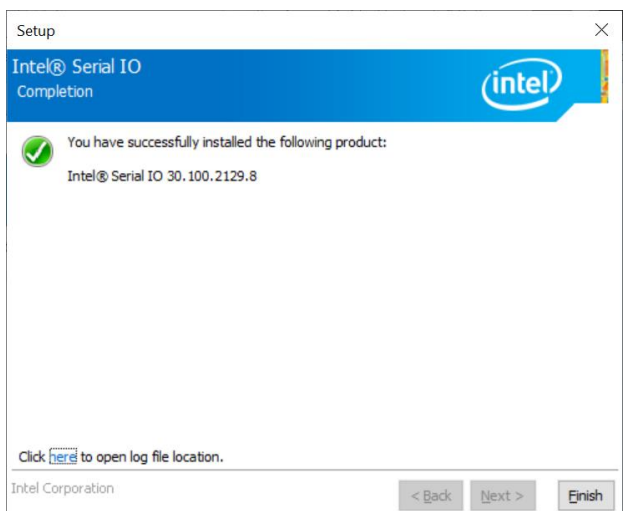 Setup
Intel® Serial IO
Completion
intel
You have successfully installed the following product:
Intel® Serial IO 30.100.2129.8
Click here to open log file location.
Intel Corporation
< Back Next > Finish